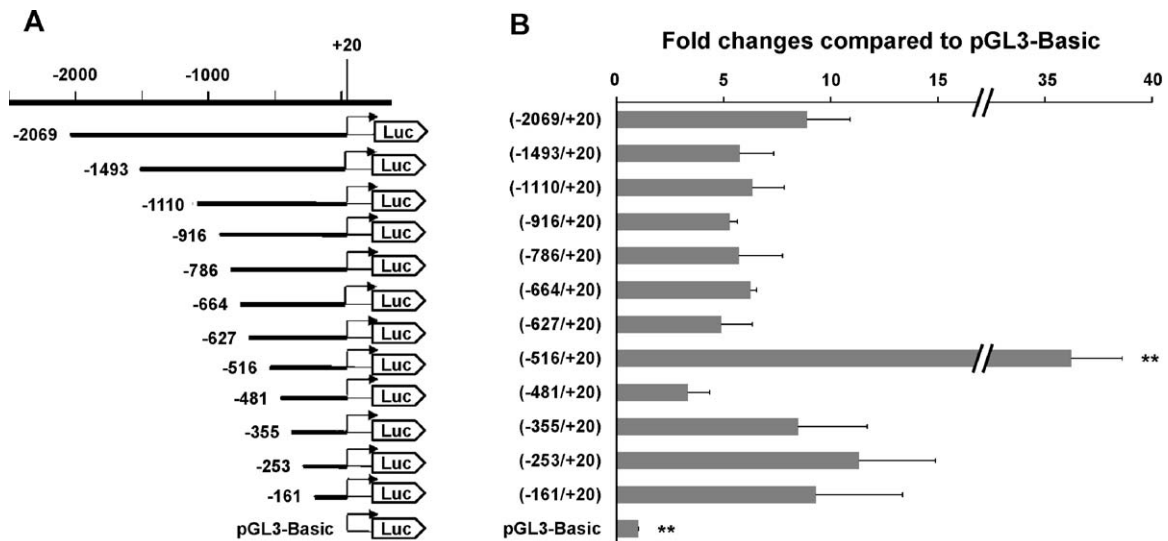 A
+20
-2000 -1000
-2069 Luc
-1493 Luc
-1110 Luc
-916 Luc
-786 Luc
-664 Luc
-627 Luc
-516 Luc
-481 Luc
-355 Luc
-253 Luc
-161 Luc
pGL3-Basic Luc
B
Fold changes compared to pGL3-Basic
0 5 10 15 35 40
(-2069/+20)
(-1493/+20)
(-1110/+20)
(-916/+20)
(-786/+20)
(-664/+20)
(-627/+20)
(-516/+20) **
(-481/+20)
(-355/+20)
(-253/+20)
(-161/+20)
pGL3-Basic **